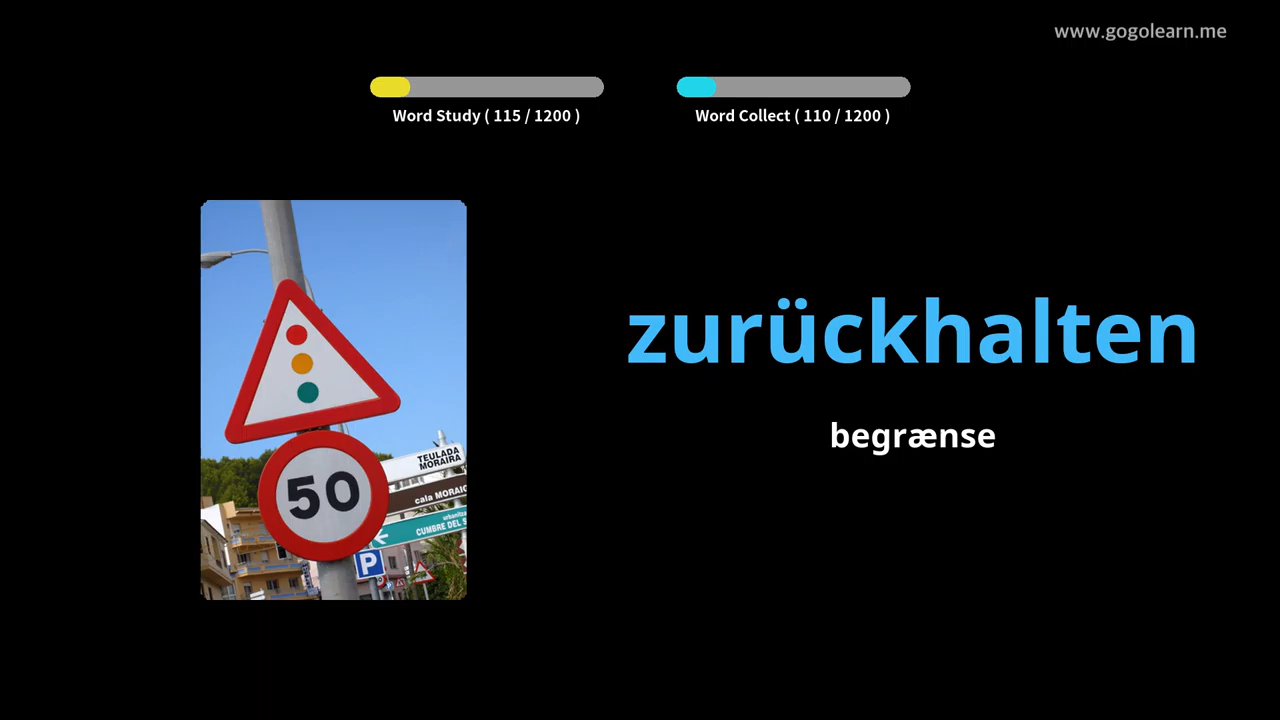 www.gogolearn.me
Word Study ( 115 / 1200 )
Word Collect ( 110 / 1200 )
zurückhalten
begrænse
50
TEULADA
MORAIRA
cala MORAIG
urbanitza
CUMBRE DEL S
P